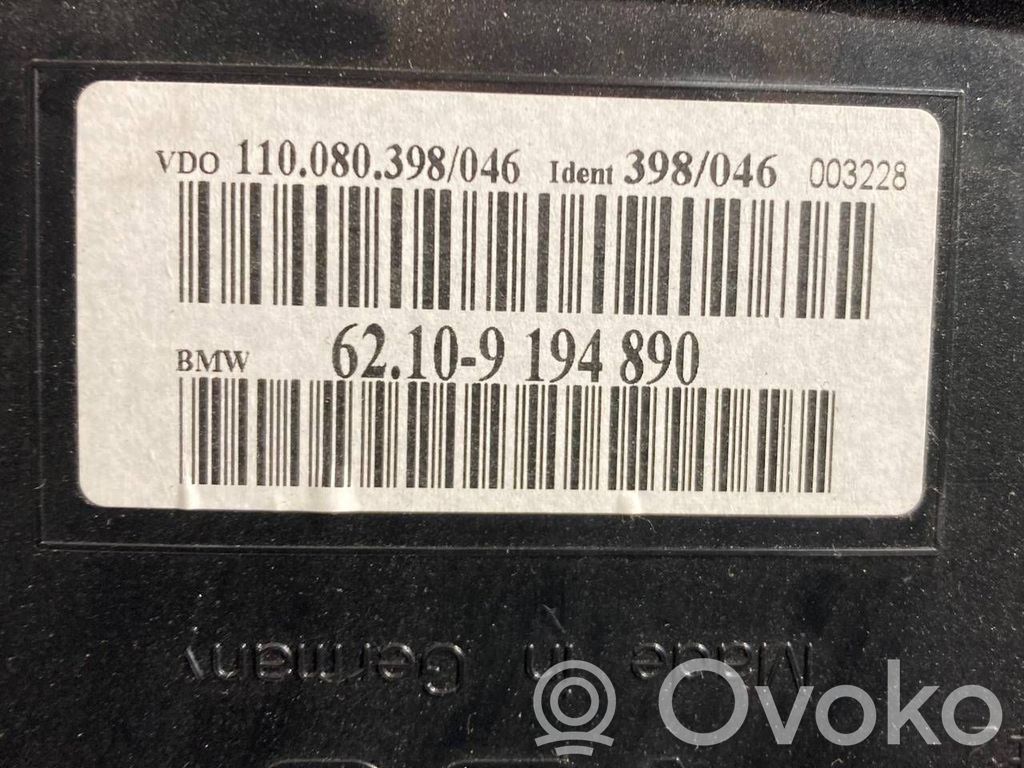 VDO 110.080.398/046 Ident 398/046 003228
BMW 62.10-9 194 890
Made in Germany
Ovoko